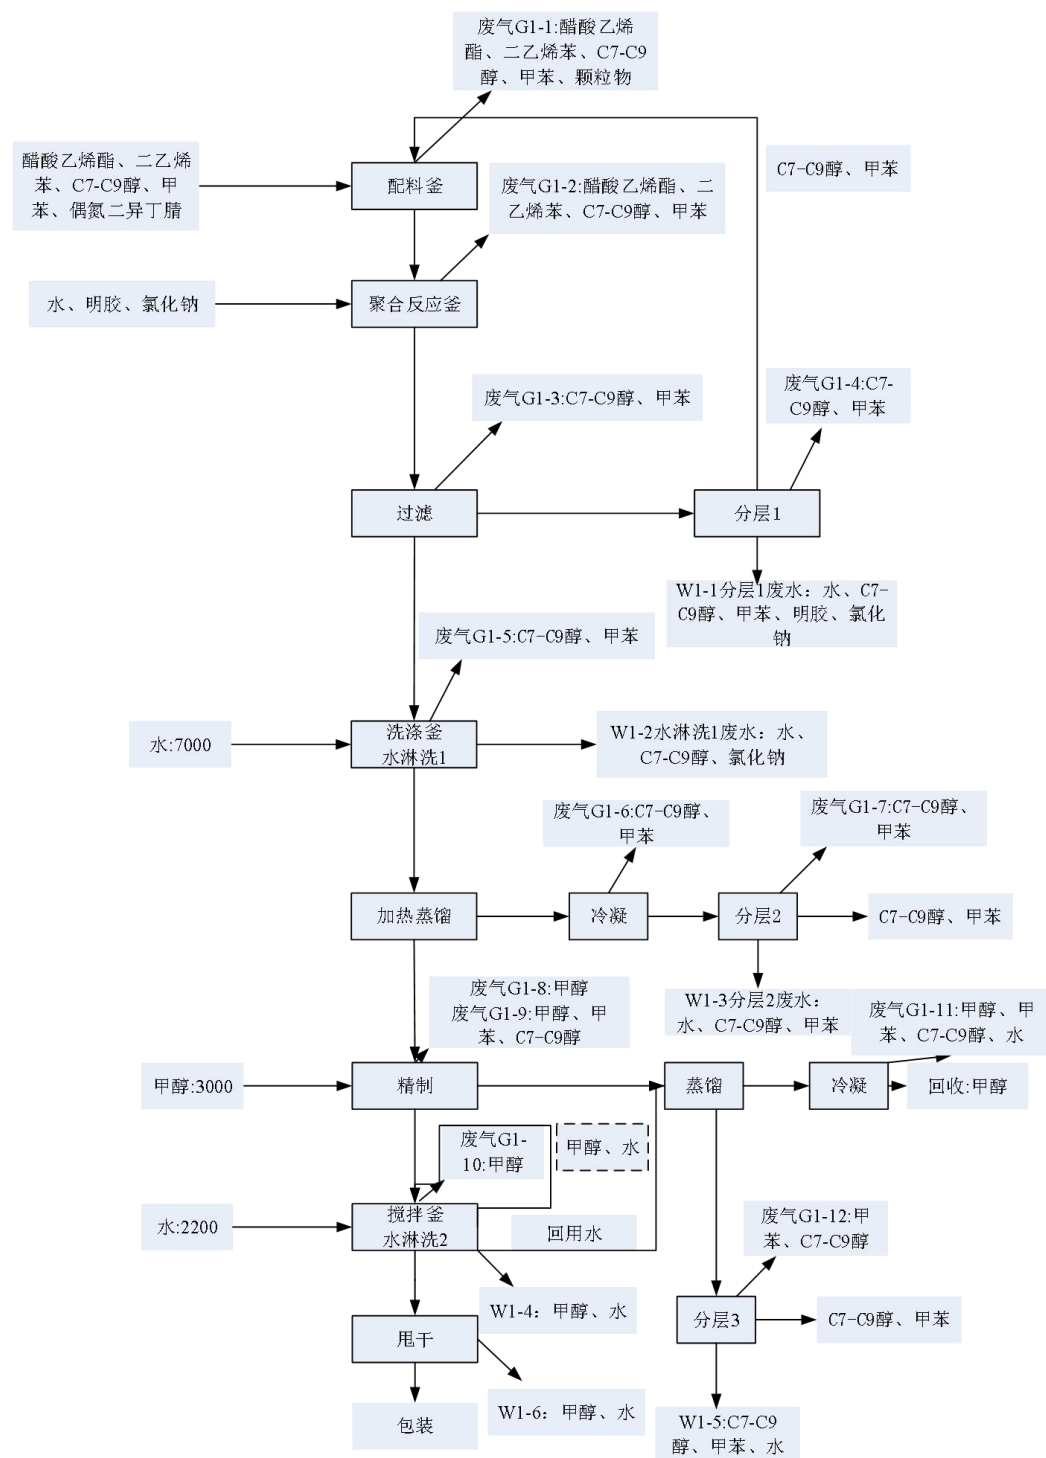 废气G1-1:醋酸乙烯
酯、二乙烯苯、C7-C9
醇、甲苯、颗粒物
醋酸乙烯酯、二乙烯
苯、C7-C9醇、甲
苯、偶氮二异丁腈
配料釜
废气G1-2:醋酸乙烯酯、二
乙烯苯、C7-C9醇、甲苯
C7-C9醇、甲苯
水、明胶、氯化钠
聚合反应釜
废气G1-3:C7-C9醇、甲苯
废气G1-4:C7-
C9醇、甲苯
过滤
分层1
W1-1分层1废水：水、C7-
C9醇、甲苯、明胶、氯化
钠
废气G1-5:C7-C9醇、甲苯
水:7000
洗涤釜
水淋洗1
W1-2水淋洗1废水：水、
C7-C9醇、氯化钠
废气G1-6:C7-C9醇、
甲苯
废气G1-7:C7-C9醇、
甲苯
加热蒸馏
冷凝
分层2
C7-C9醇、甲苯
废气G1-8:甲醇
废气G1-9:甲醇、甲
苯、C7-C9醇
W1-3分层2废水：
水、C7-C9醇、甲苯
废气G1-11:甲醇、甲
苯、C7-C9醇、水
甲醇:3000
精制
蒸馏
冷凝
回收:甲醇
废气G1-
10:甲醇
甲醇、水
水:2200
搅拌釜
水淋洗2
回用水
废气G1-12:甲
苯、C7-C9醇
W1-4：甲醇、水
分层3
C7-C9醇、甲苯
甩干
W1-6：甲醇、水
包装
W1-5:C7-C9
醇、甲苯、水